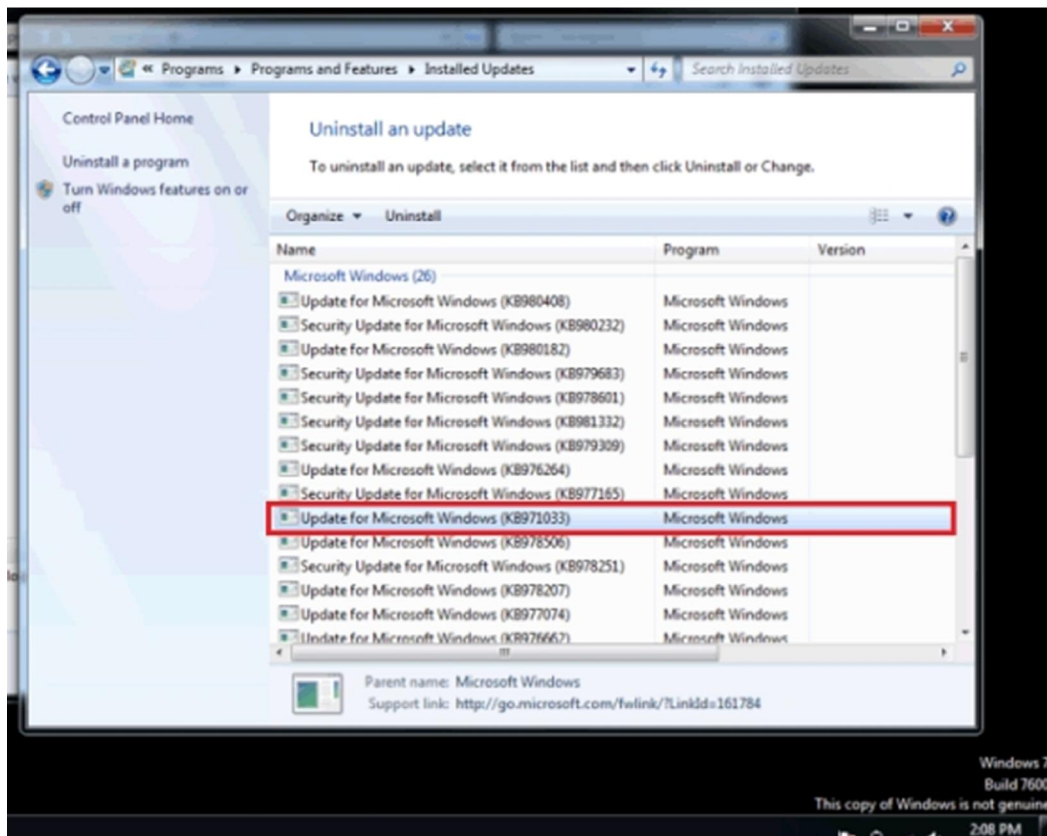 « Programs ▸ Programs and Features ▸ Installed Updates
Search Installed Updates
Control Panel Home
Uninstall a program
Turn Windows features on or
off
Uninstall an update
To uninstall an update, select it from the list and then click Uninstall or Change.
Organize Uninstall
Name Program Version
Microsoft Windows (26)
Update for Microsoft Windows (KB980408) Microsoft Windows
Security Update for Microsoft Windows (KB980232) Microsoft Windows
Update for Microsoft Windows (KB980182) Microsoft Windows
Security Update for Microsoft Windows (KB979683) Microsoft Windows
Security Update for Microsoft Windows (KB978601) Microsoft Windows
Security Update for Microsoft Windows (KB981332) Microsoft Windows
Security Update for Microsoft Windows (KB979309) Microsoft Windows
Update for Microsoft Windows (KB976264) Microsoft Windows
Security Update for Microsoft Windows (KB977165) Microsoft Windows
Update for Microsoft Windows (KB971033) Microsoft Windows
Update for Microsoft Windows (KB978506) Microsoft Windows
Security Update for Microsoft Windows (KB978251) Microsoft Windows
Update for Microsoft Windows (KB978207) Microsoft Windows
Update for Microsoft Windows (KB977074) Microsoft Windows
Update for Microsoft Windows (KB976662) Microsoft Windows
Parent name: Microsoft Windows
Support link: http://go.microsoft.com/fwlink/?LinkId=161784
Windows 7
Build 7600
This copy of Windows is not genuine
2:08 PM